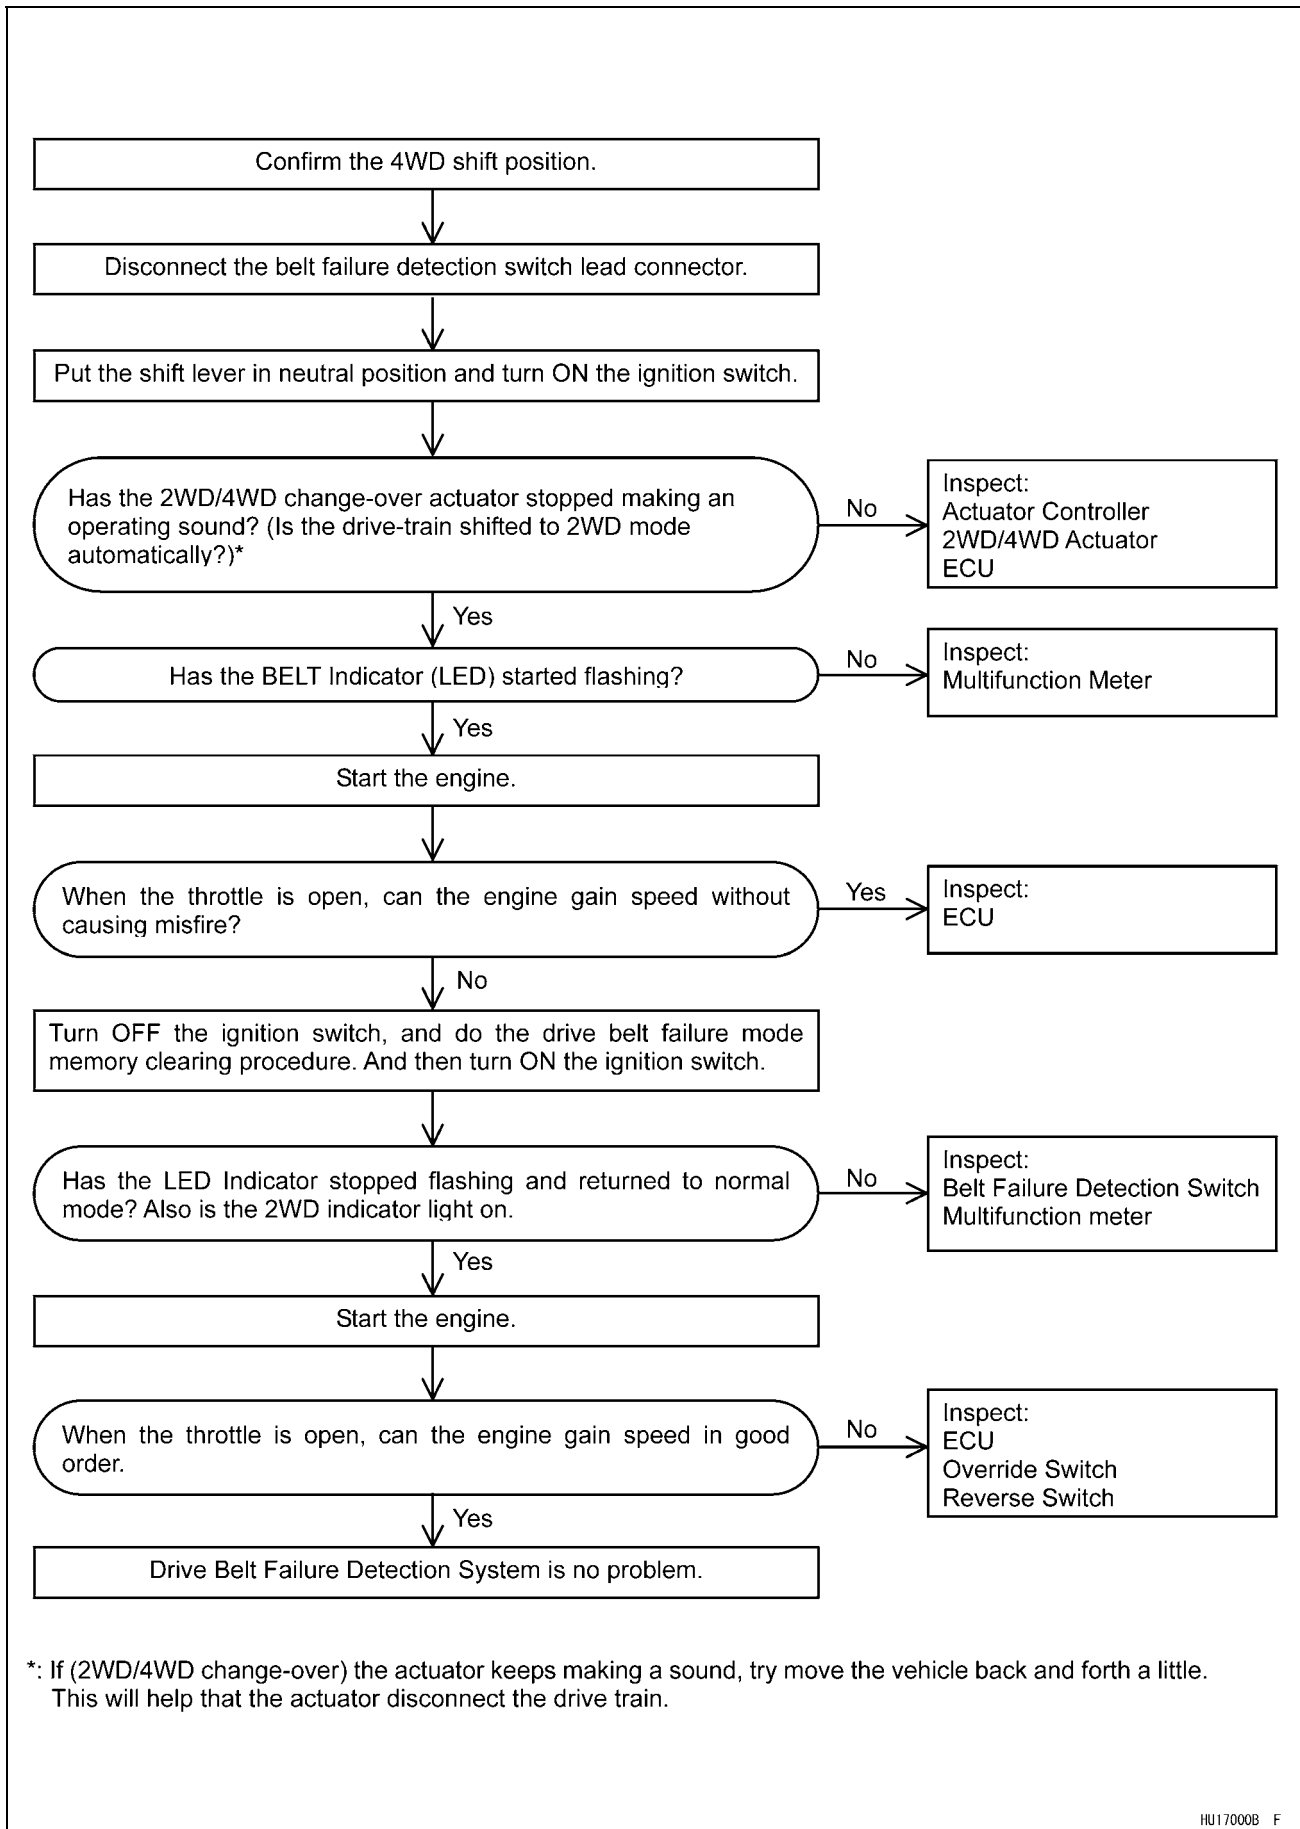 Confirm the 4WD shift position.
Disconnect the belt failure detection switch lead connector.
Put the shift lever in neutral position and turn ON the ignition switch.
Has the 2WD/4WD change-over actuator stopped making an
operating sound? (Is the drive-train shifted to 2WD mode
automatically?)*
No
Inspect:
Actuator Controller
2WD/4WD Actuator
ECU
Yes
Has the BELT Indicator (LED) started flashing?
No
Inspect:
Multifunction Meter
Yes
Start the engine.
When the throttle is open, can the engine gain speed without
causing misfire?
Yes
Inspect:
ECU
No
Turn OFF the ignition switch, and do the drive belt failure mode
memory clearing procedure. And then turn ON the ignition switch.
Has the LED Indicator stopped flashing and returned to normal
mode? Also is the 2WD indicator light on.
No
Inspect:
Belt Failure Detection Switch
Multifunction meter
Yes
Start the engine.
When the throttle is open, can the engine gain speed in good
order.
No
Inspect:
ECU
Override Switch
Reverse Switch
Yes
Drive Belt Failure Detection System is no problem.
*: If (2WD/4WD change-over) the actuator keeps making a sound, try move the vehicle back and forth a little.
This will help that the actuator disconnect the drive train.
HU17000B F